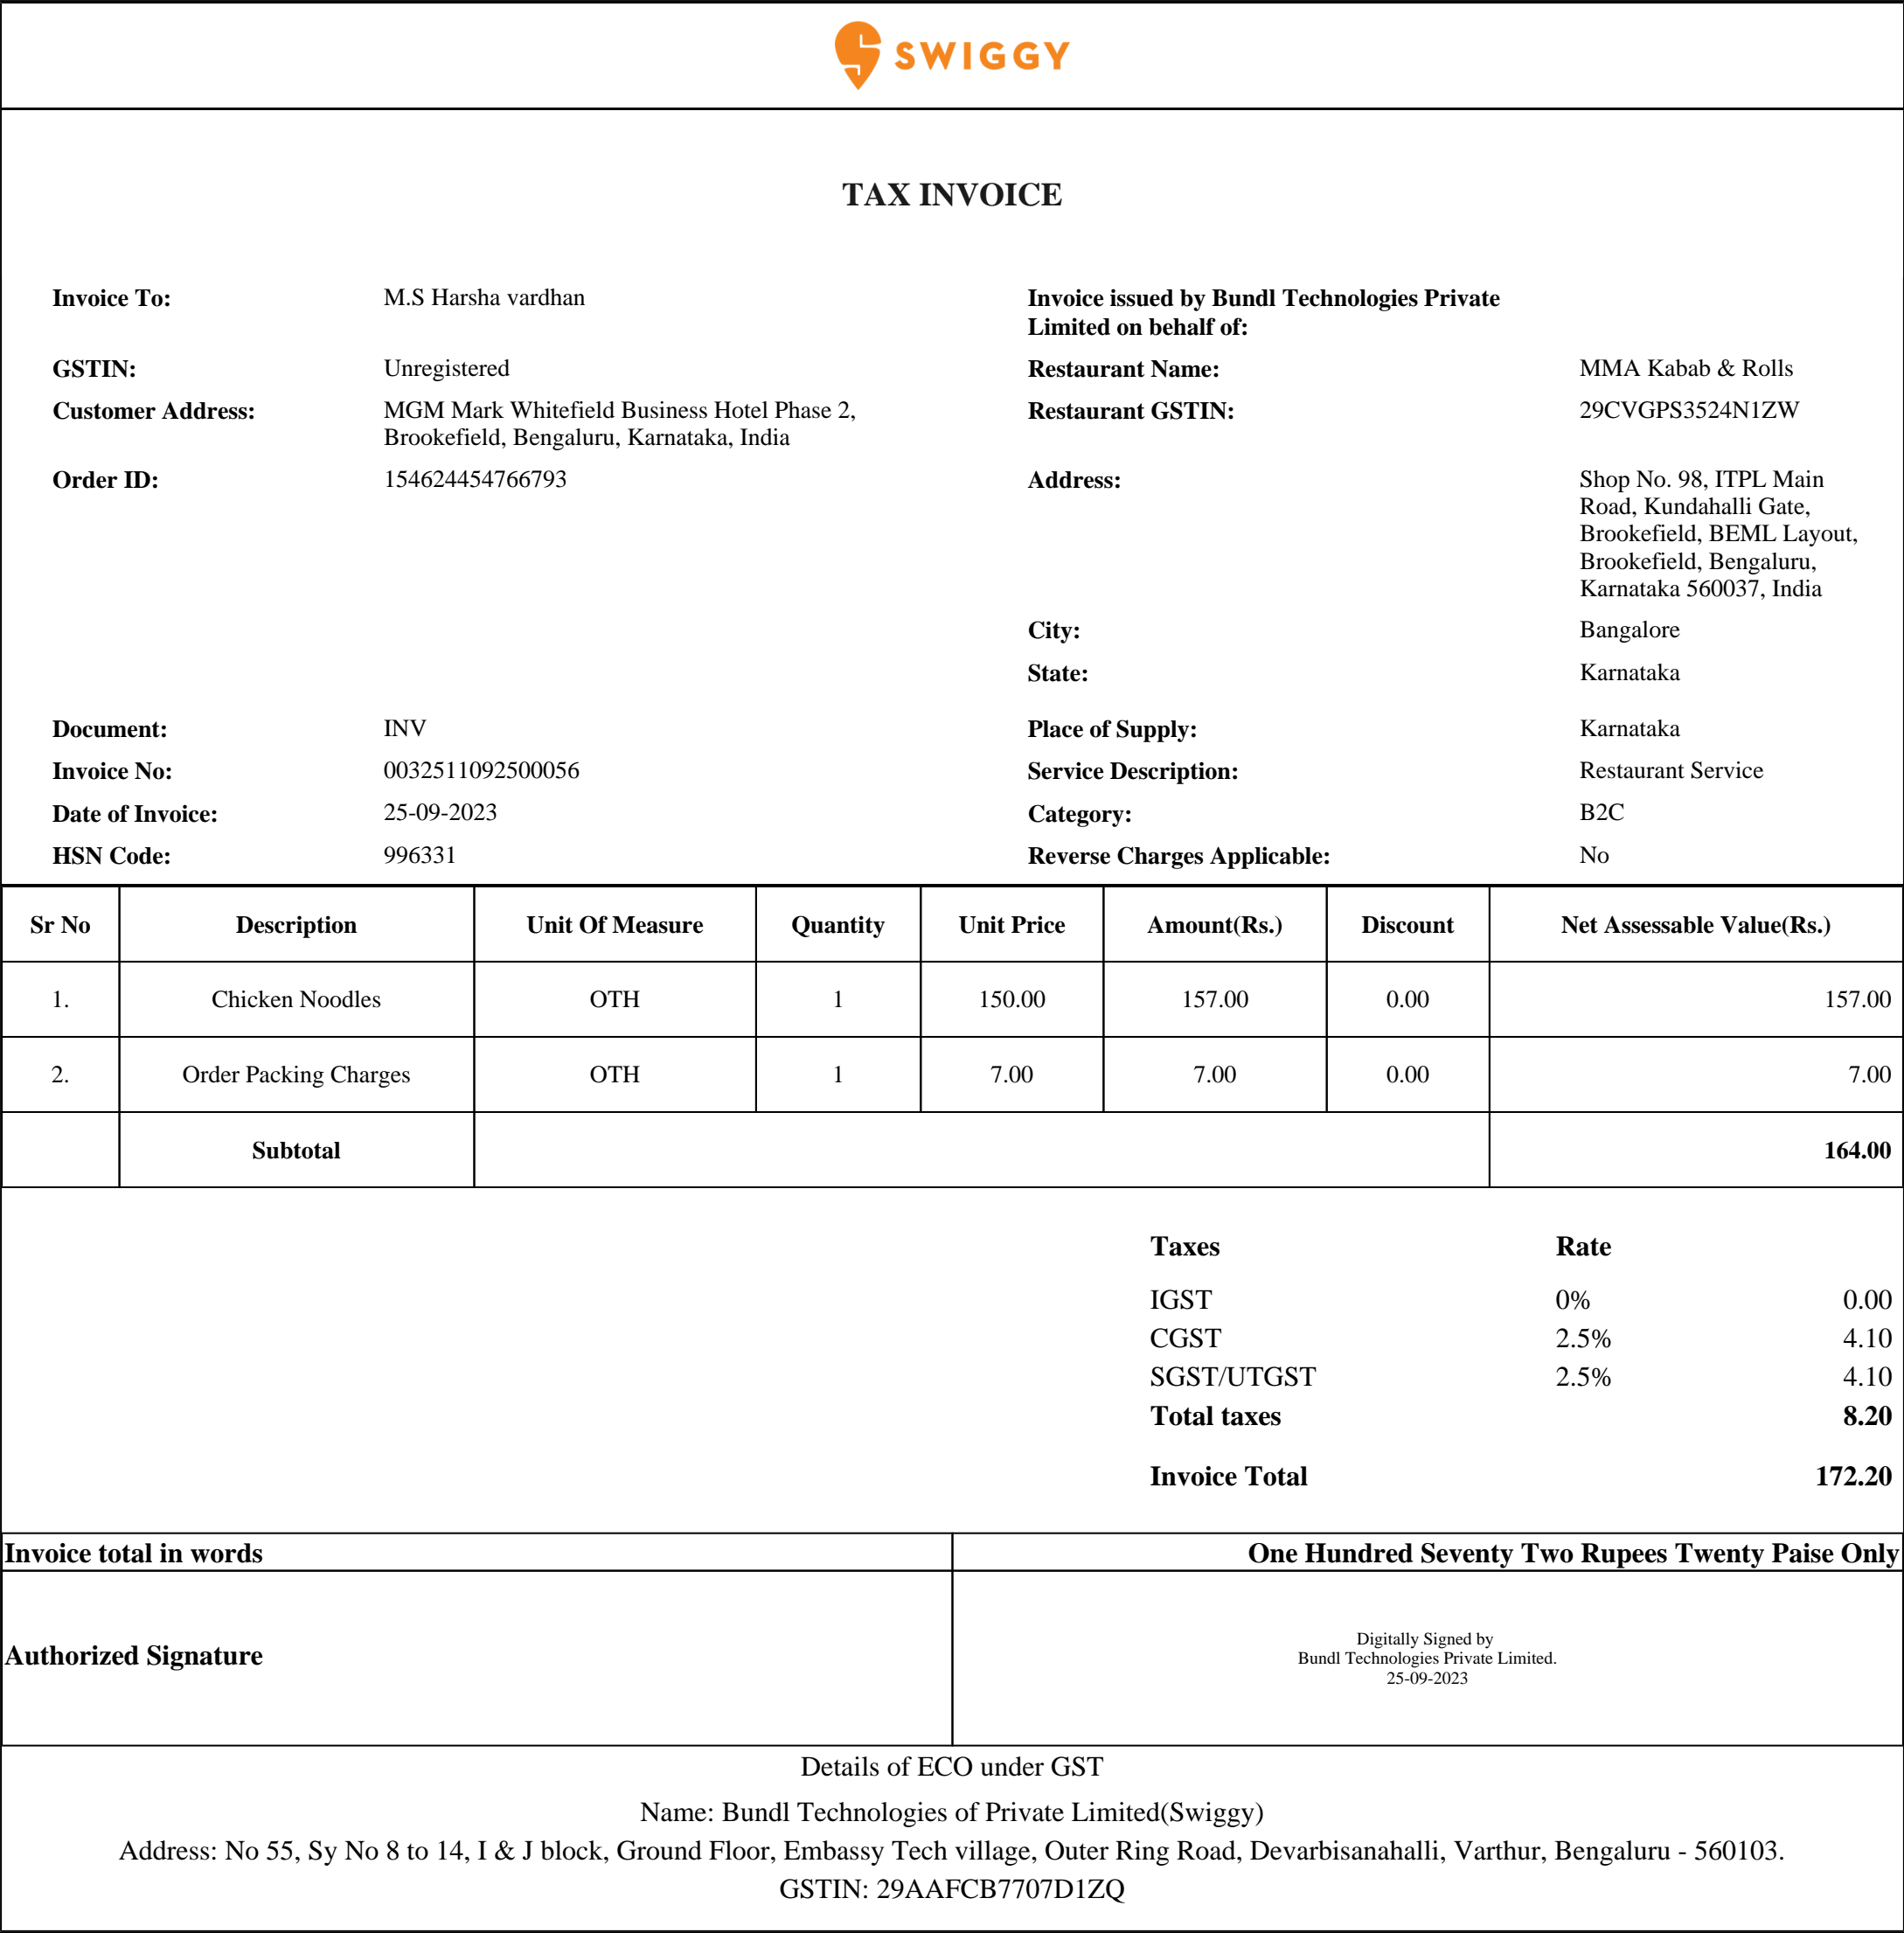 SWIGGY
TAX INVOICE
Invoice To: M.S Harsha vardhan
Invoice issued by Bundl Technologies Private
Limited on behalf of:
GSTIN: Unregistered
Restaurant Name: MMA Kabab & Rolls
Customer Address: MGM Mark Whitefield Business Hotel Phase 2,
Brookefield, Bengaluru, Karnataka, India
Restaurant GSTIN: 29CVGPS3524N1ZW
Order ID: 154624454766793
Address: Shop No. 98, ITPL Main
Road, Kundahalli Gate,
Brookefield, BEML Layout,
Brookefield, Bengaluru,
Karnataka 560037, India
City: Bangalore
State: Karnataka
Document: INV
Place of Supply: Karnataka
Invoice No: 0032511092500056
Service Description: Restaurant Service
Date of Invoice: 25-09-2023
Category: B2C
HSN Code: 996331
Reverse Charges Applicable: No
Sr No Description Unit Of Measure Quantity Unit Price Amount(Rs.) Discount Net Assessable Value(Rs.)
1. Chicken Noodles OTH 1 150.00 157.00 0.00 157.00
2. Order Packing Charges OTH 1 7.00 7.00 0.00 7.00
Subtotal 164.00
Taxes Rate
IGST 0% 0.00
CGST 2.5% 4.10
SGST/UTGST 2.5% 4.10
Total taxes 8.20
Invoice Total 172.20
Invoice total in words One Hundred Seventy Two Rupees Twenty Paise Only
Authorized Signature
Digitally Signed by
Bundl Technologies Private Limited.
25-09-2023
Details of ECO under GST
Name: Bundl Technologies of Private Limited(Swiggy)
Address: No 55, Sy No 8 to 14, I & J block, Ground Floor, Embassy Tech village, Outer Ring Road, Devarbisanahalli, Varthur, Bengaluru - 560103.
GSTIN: 29AAFCB7707D1ZQ